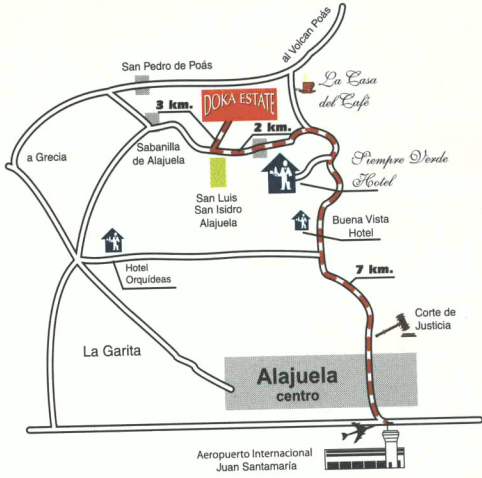 al Volcan Poás
San Pedro de Poás
La Casa
del Café
3 km.
DOKA ESTATE
2 km.
a Grecia
Sabanilla
de Alajuela
Siempre Verde
Hotel
San Luis
San Isidro
Alajuela
Buena Vista
Hotel
Hotel
Orquídeas
7 km.
Corte de
Justicia
La Garita
Alajuela
centro
Aeropuerto Internacional
Juan Santamaría